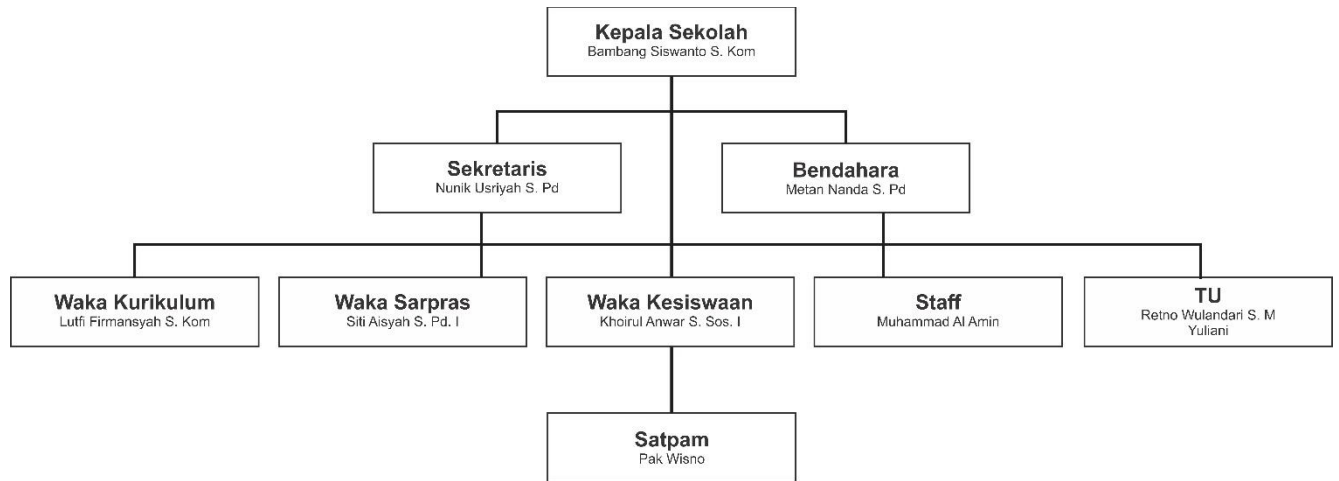 Kepala Sekolah
Bambang Siswanto S. Kom
Sekretaris
Nunik Usriyah S. Pd
Bendahara
Metan Nanda S. Pd
Waka Kurikulum
Lutfi Firmansyah S. Kom
Waka Sarpras
Siti Aisyah S. Pd. I
Waka Kesiswaan
Khoirul Anwar S. Sos. I
Staff
Muhammad Al Amin
TU
Retno Wulandari S. M
Yuliani
Satpam
Pak Wisno